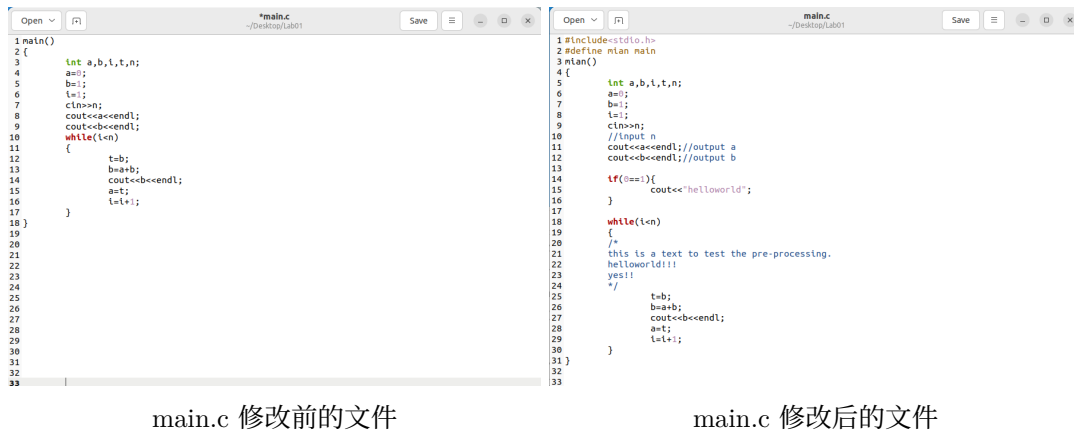 Open
*main.c
~/Desktop/Lab01
Save
1 main()
2 {
3 int a,b,i,t,n;
4 a=0;
5 b=1;
6 i=1;
7 cin>>n;
8 cout<<a<<endl;
9 cout<<b<<endl;
10 while(i<n)
11 {
12 t=b;
13 b=a+b;
14 cout<<b<<endl;
15 a=t;
16 i=i+1;
17 }
18 }
19
20
21
22
23
24
25
26
27
28
29
30
31
32
33
main.c 修改前的文件
Open
main.c
~/Desktop/Lab01
Save
1 #include<stdio.h>
2 #define mian main
3 mian()
4 {
5 int a,b,i,t,n;
6 a=0;
7 b=1;
8 i=1;
9 cin>>n;
10 //input n
11 cout<<a<<endl;//output a
12 cout<<b<<endl;//output b
13
14 if(0==1){
15 cout<<"helloworld";
16 }
17
18 while(i<n)
19 {
20 /*
21 this is a text to test the pre-processing.
22 helloworld!!!
23 yes!!
24 */
25 t=b;
26 b=a+b;
27 cout<<b<<endl;
28 a=t;
29 i=i+1;
30 }
31 }
32
33
main.c 修改后的文件